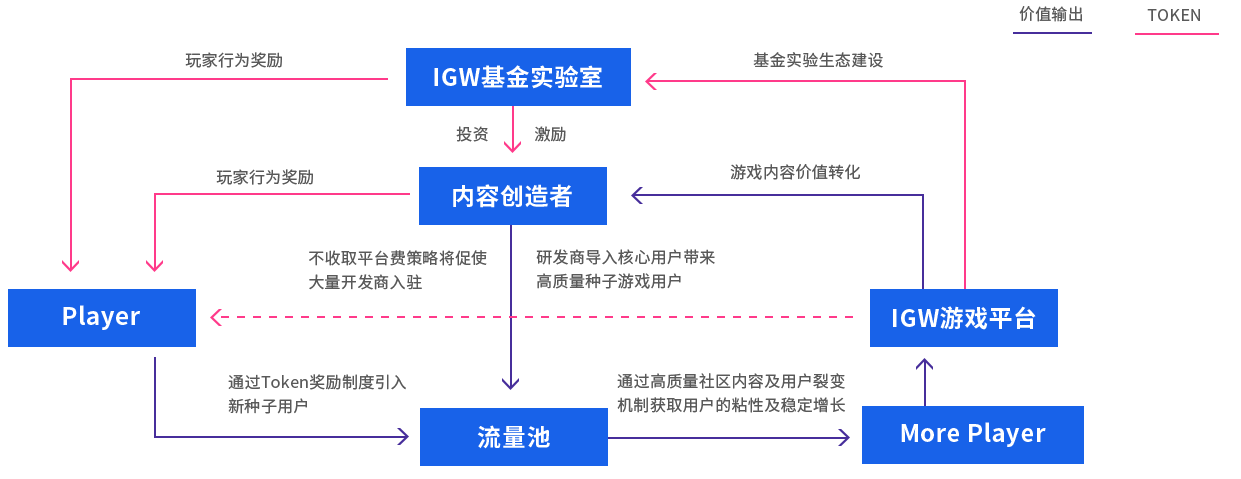 价值输出
TOKEN
玩家行为奖励
IGW基金实验室
基金实验生态建设
投资
激励
玩家行为奖励
内容创造者
游戏内容价值转化
不收取平台费策略将促使
大量开发商入驻
研发商导入核心用户带来
高质量种子游戏用户
Player
IGW游戏平台
通过Token奖励制度引入
新种子用户
通过高质量社区内容及用户裂变
机制获取用户的粘性及稳定增长
流量池
More Player